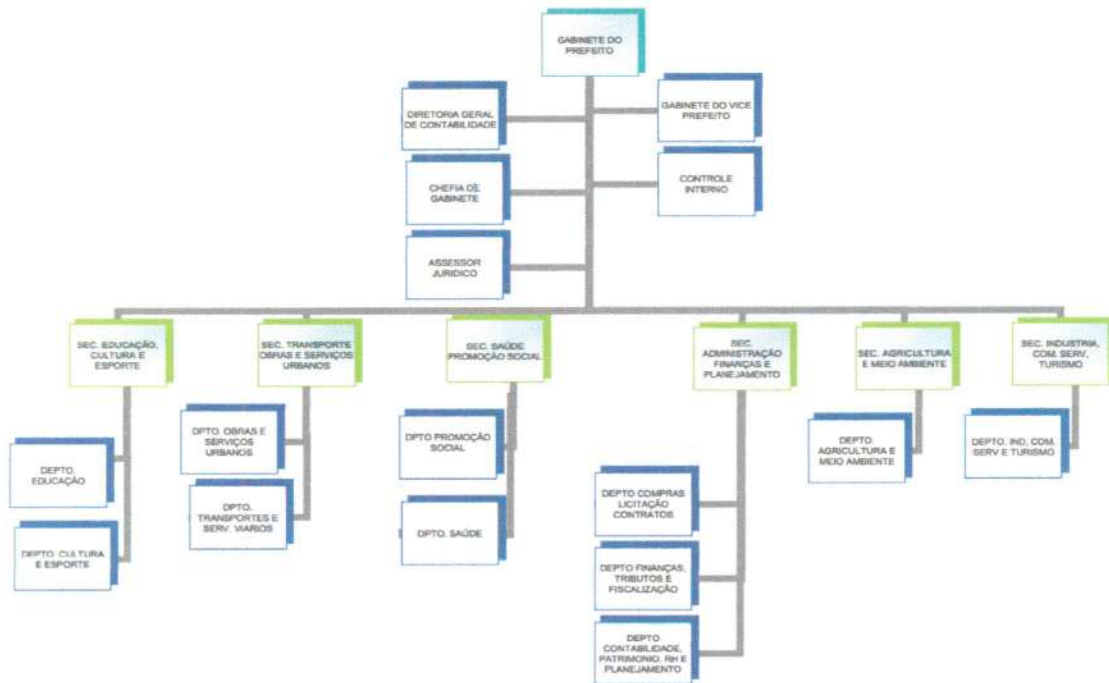 GABINETE DO
PREFEITO
DIRETORIA GERAL
DE CONTABILIDADE
GABINETE DO VICE
PREFEITO
CHEFIA DE
GABINETE
CONTROLE
INTERNO
ASSESSOR
JURIDICO
SEC. EDUCAÇÃO,
CULTURA E
ESPORTE
SEC. TRANSPORTE
OBRAS E SERVIÇOS
URBANOS
SEC. SAÚDE
PROMOÇÃO SOCIAL
SEC.
ADMINISTRAÇÃO
FINANÇAS E
PLANEJAMENTO
SEC. AGRICULTURA
E MEIO AMBIENTE
SEC. INDUSTRIA,
COM. SERV,
TURISMO
DEPTO.
EDUCAÇÃO
DEPTO. CULTURA
E ESPORTE
DPTO. OBRAS E
SERVIÇOS
URBANOS
DPTO.
TRANSPORTES E
SERV. VIARIOS
DPTO PROMOÇÃO
SOCIAL
DPTO. SAÚDE
DEPTO COMPRAS
LICITAÇÃO
CONTRATOS
DEPTO FINANÇAS,
TRIBUTOS E
FISCALIZAÇÃO
DEPTO
CONTABILIDADE,
PATRIMONIO, RH E
PLANEJAMENTO
DEPTO.
AGRICULTURA E
MEIO AMBIENTE
DEPTO. IND, COM.
SERV E TURISMO